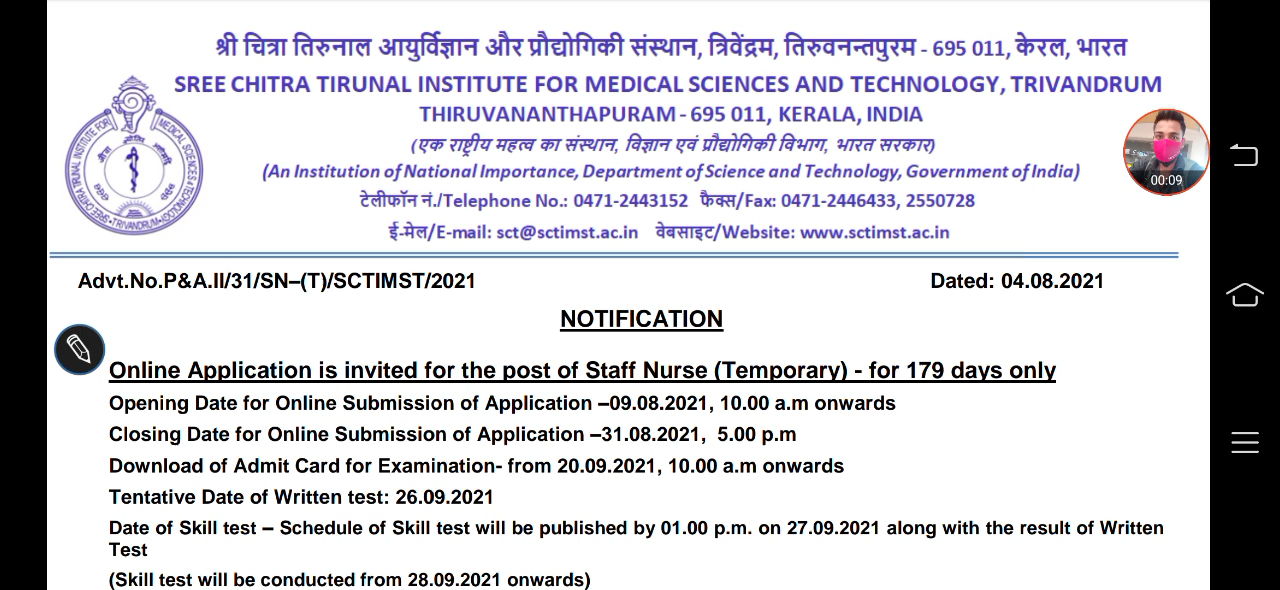 श्री चित्रा तिरुनाल आयुर्विज्ञान और प्रौद्योगिकी संस्थान, त्रिवेंद्रम, तिरुवनन्तपुरम - 695 011, केरल, भारत
SREE CHITRA TIRUNAL INSTITUTE FOR MEDICAL SCIENCES AND TECHNOLOGY, TRIVANDRUM
THIRUVANANTHAPURAM - 695 011, KERALA, INDIA
(एक राष्ट्रीय महत्व का संस्थान, विज्ञान एवं प्रौद्योगिकी विभाग, भारत सरकार)
(An Institution of National Importance, Department of Science and Technology, Government of India)
टेलीफॉन नं./Telephone No.: 0471-2443152 फैक्स/Fax: 0471-2446433, 2550728
ई-मेल/E-mail: sct@sctimst.ac.in वेबसाइट/Website: www.sctimst.ac.in
00:09
Advt.No.P&A.II/31/SN–(T)/SCTIMST/2021 Dated: 04.08.2021
NOTIFICATION
Online Application is invited for the post of Staff Nurse (Temporary) - for 179 days only
Opening Date for Online Submission of Application –09.08.2021, 10.00 a.m onwards
Closing Date for Online Submission of Application –31.08.2021, 5.00 p.m
Download of Admit Card for Examination- from 20.09.2021, 10.00 a.m onwards
Tentative Date of Written test: 26.09.2021
Date of Skill test – Schedule of Skill test will be published by 01.00 p.m. on 27.09.2021 along with the result of Written
Test
(Skill test will be conducted from 28.09.2021 onwards)